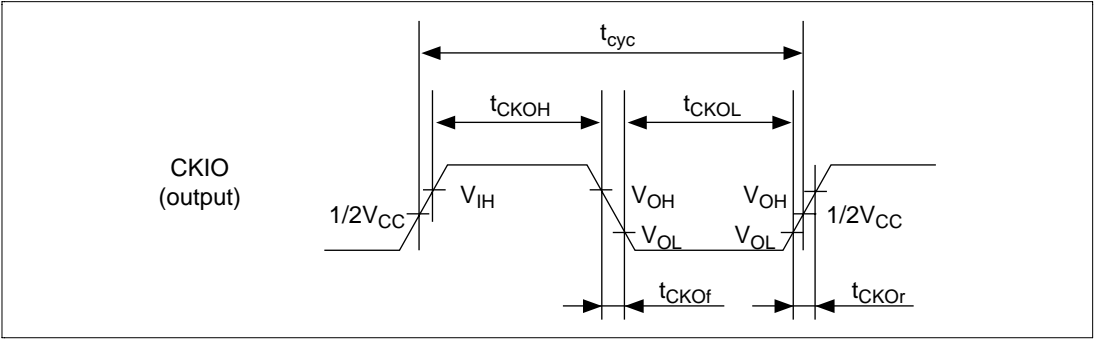 tcyc
tCKOH tCKOL
CKIO
(output)
VIH VOH VOH
1/2VCC 1/2VCC
VOL VOL
tCKOf tCKOr